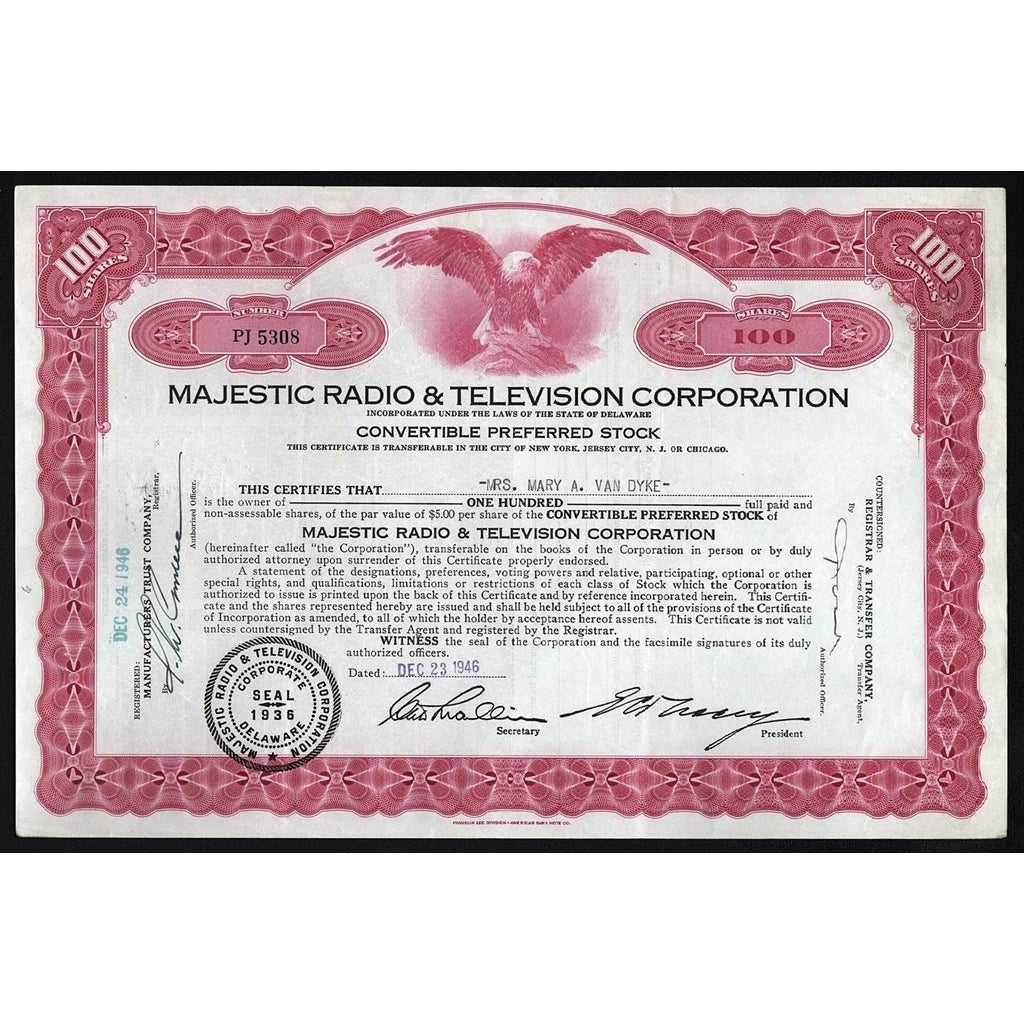 100 SHARES
100 SHARES
NUMBER
PJ 5308
SHARES
100
MAJESTIC RADIO & TELEVISION CORPORATION
INCORPORATED UNDER THE LAWS OF THE STATE OF DELAWARE
CONVERTIBLE PREFERRED STOCK
THIS CERTIFICATE IS TRANSFERABLE IN THE CITY OF NEW YORK, JERSEY CITY, N. J. OR CHICAGO.
THIS CERTIFIES THAT -MRS. MARY A. VAN DYKE-
is the owner of ONE HUNDRED full paid and
non-assessable shares, of the par value of $5.00 per share of the CONVERTIBLE PREFERRED STOCK of
MAJESTIC RADIO & TELEVISION CORPORATION
(hereinafter called "the Corporation"), transferable on the books of the Corporation in person or by duly
authorized attorney upon surrender of this Certificate properly endorsed.
A statement of the designations, preferences, voting powers and relative, participating, optional or other
special rights, and qualifications, limitations or restrictions of each class of Stock which the Corporation is
authorized to issue is printed upon the back of this Certificate and by reference incorporated herein. This Certifi-
cate and the shares represented hereby are issued and shall be held subject to all of the provisions of the Certificate
of Incorporation as amended, to all of which the holder by acceptance hereof assents. This Certificate is not valid
unless countersigned by the Transfer Agent and registered by the Registrar.
WITNESS the seal of the Corporation and the facsimile signatures of its duly
authorized officers.
Dated: DEC 23 1946
Secretary
President
MAJESTIC RADIO & TELEVISION CORPORATION
CORPORATE
SEAL
1936
DELAWARE
DEC 24 1946
REGISTERED:
MANUFACTURERS TRUST COMPANY,
Registrar.
By
Authorized Officer.
COUNTERSIGNED:
REGISTRAR & TRANSFER COMPANY,
(Jersey City, N. J.)
Transfer Agent,
By
Authorized Officer.
FRANKLIN LEE DIVISION-AMERICAN BANK NOTE CO.